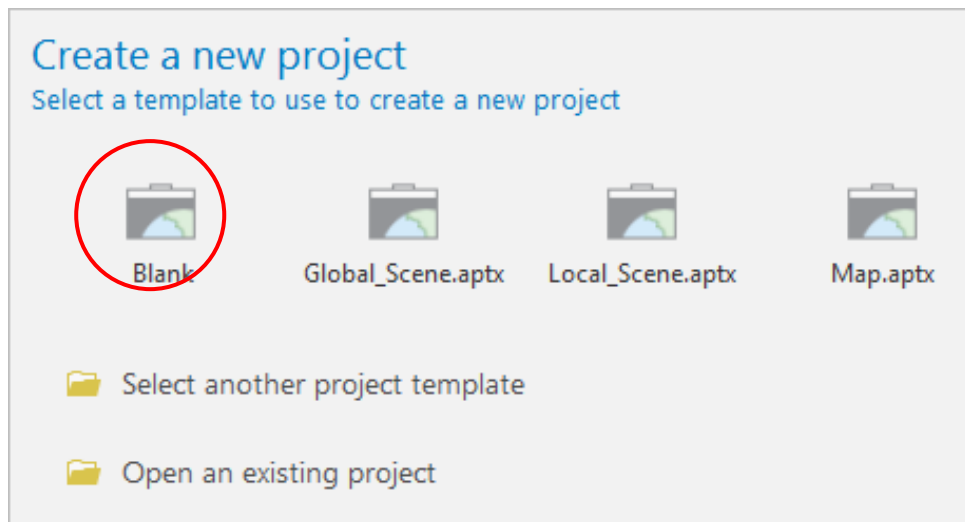 Create a new project
Select a template to use to create a new project
Blank
Global_Scene.aptx
Local_Scene.aptx
Map.aptx
Select another project template
Open an existing project